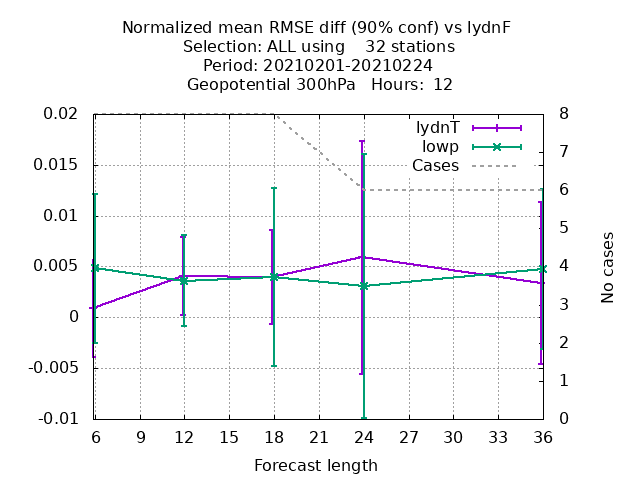 Normalized mean RMSE diff (90% conf) vs lydnF
Selection: ALL using    32 stations
Period: 20210201-20210224
Geopotential 300hPa   Hours:  12
0.02
0.015
0.01
0.005
0
-0.005
-0.01
lydnT
lowp
Cases
8
7
6
5
4
3
2
1
0
No cases
6 9 12 15 18 21 24 27 30 33 36
Forecast length